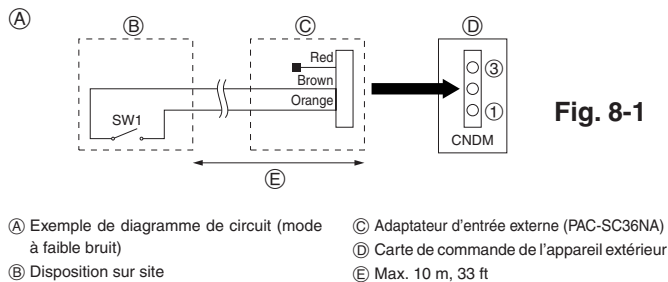 Ⓐ
Ⓑ
Ⓒ
Ⓓ
Red
Brown
Orange
SW1
③
①
CNDM
Ⓔ
Fig. 8-1
Ⓐ Exemple de diagramme de circuit (mode
à faible bruit)
Ⓑ Disposition sur site
Ⓒ Adaptateur d'entrée externe (PAC-SC36NA)
Ⓓ Carte de commande de l'appareil extérieur
Ⓔ Max. 10 m, 33 ft